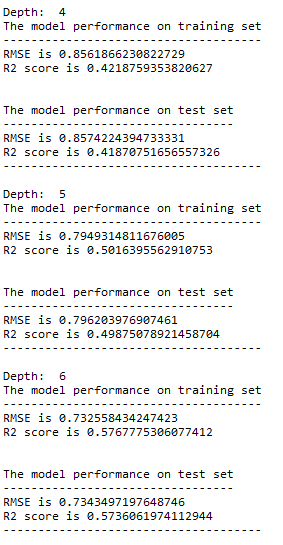 Depth:  4
The model performance on training set
-------------------------------------
RMSE is 0.8561866230822729
R2 score is 0.4218759353820627
The model performance on test set
---------------------------------
RMSE is 0.8574224394733331
R2 score is 0.41870751656557326
-------------------------------------
Depth:  5
The model performance on training set
-------------------------------------
RMSE is 0.7949314811676005
R2 score is 0.5016395562910753
The model performance on test set
---------------------------------
RMSE is 0.796203976907461
R2 score is 0.49875078921458704
-------------------------------------
Depth:  6
The model performance on training set
-------------------------------------
RMSE is 0.732558434247423
R2 score is 0.5767775306077412
The model performance on test set
---------------------------------
RMSE is 0.7343497197648746
R2 score is 0.5736061974112944
-------------------------------------